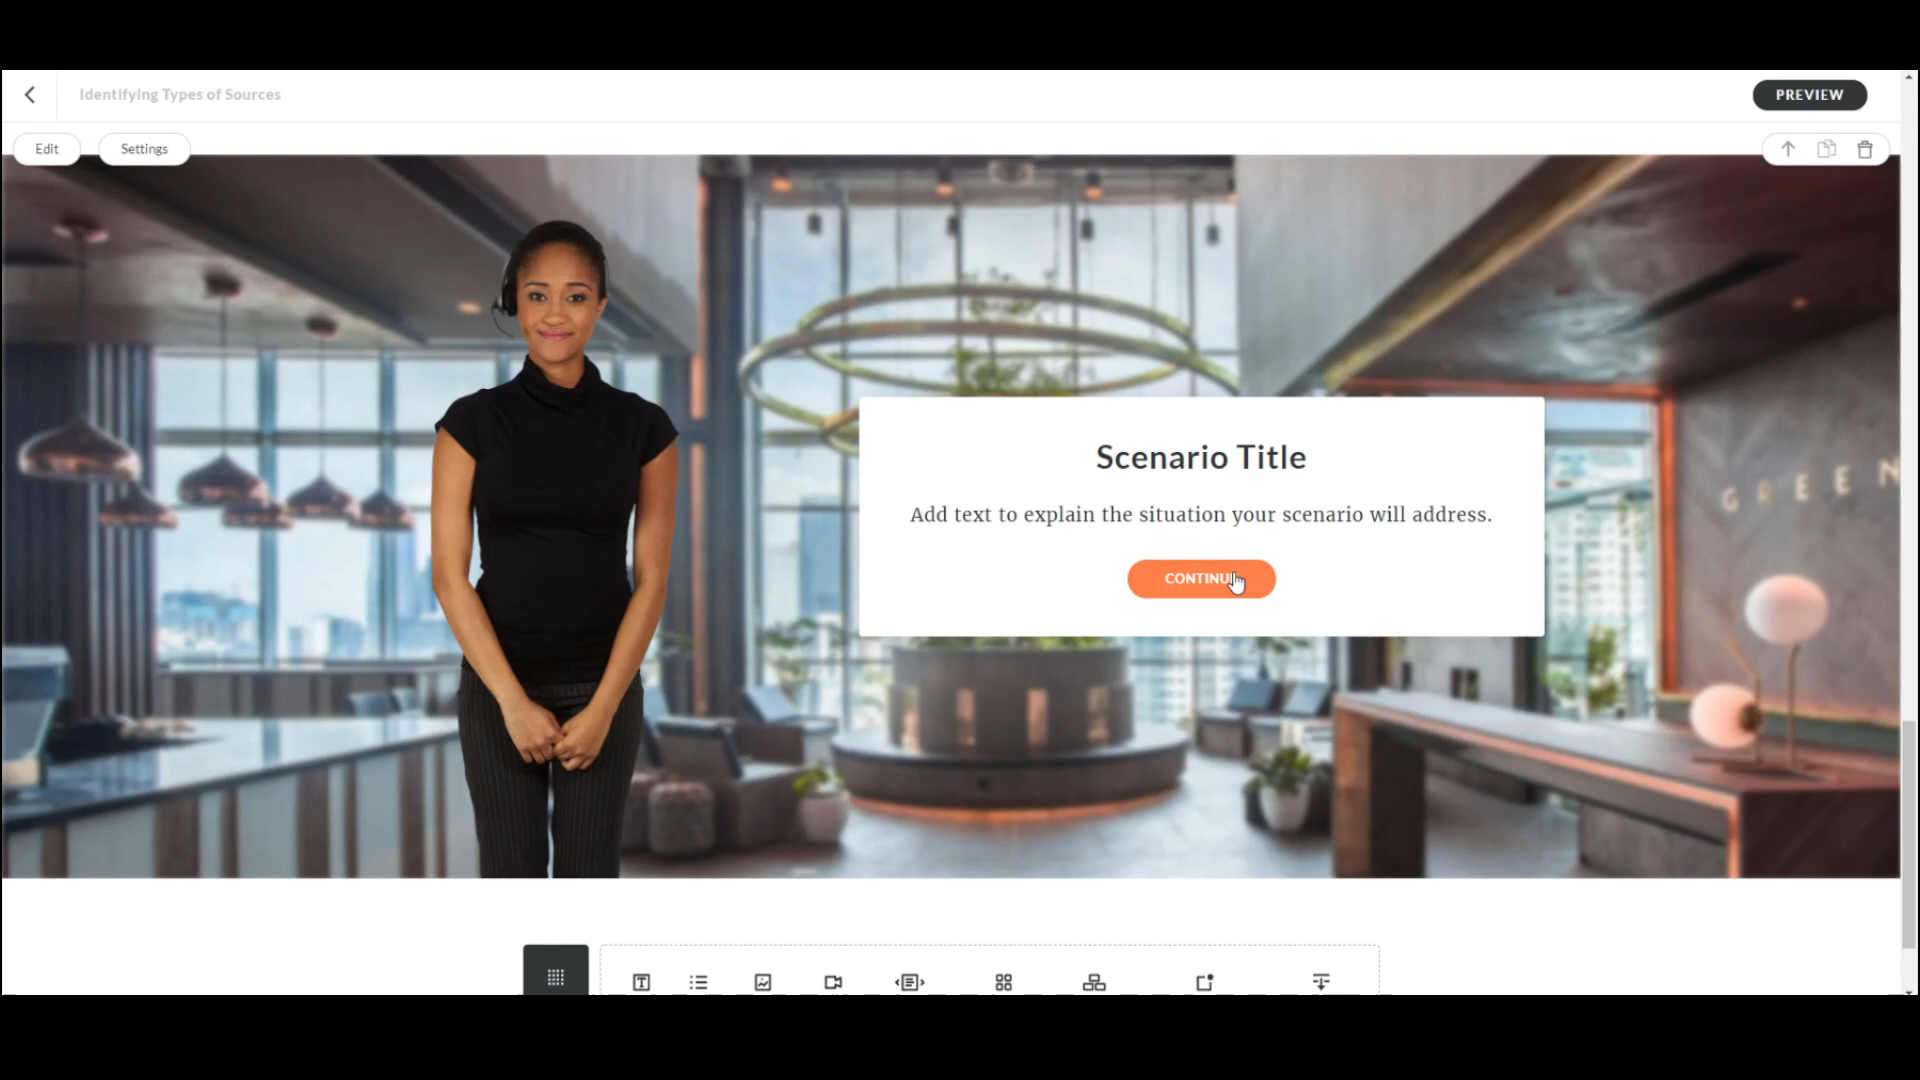 Identifying Types of Sources
PREVIEW
Edit
Settings
GREEN
Scenario Title
Add text to explain the situation your scenario will address.